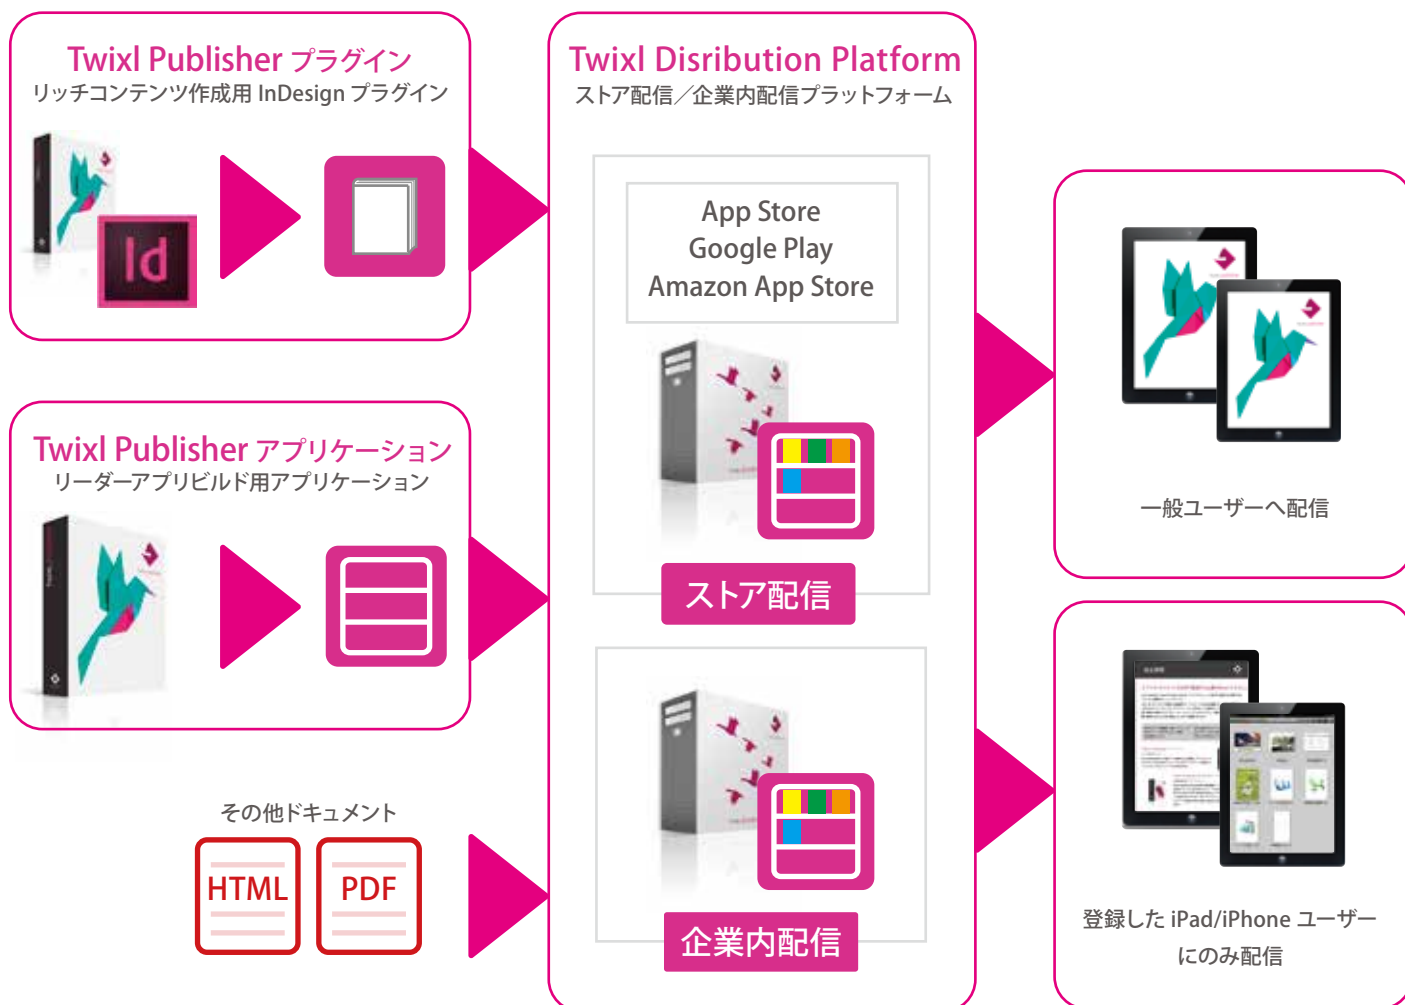 Twixl Publisher プラグイン
リッチコンテンツ作成用 InDesign プラグイン
Id
Twixl Publisher アプリケーション
リーダーアプリビルド用アプリケーション
その他ドキュメント
HTML
PDF
Twixl Disribution Platform
ストア配信／企業内配信プラットフォーム
App Store
Google Play
Amazon App Store
ストア配信
企業内配信
一般ユーザーへ配信
登録した iPad/iPhone ユーザー
にのみ配信